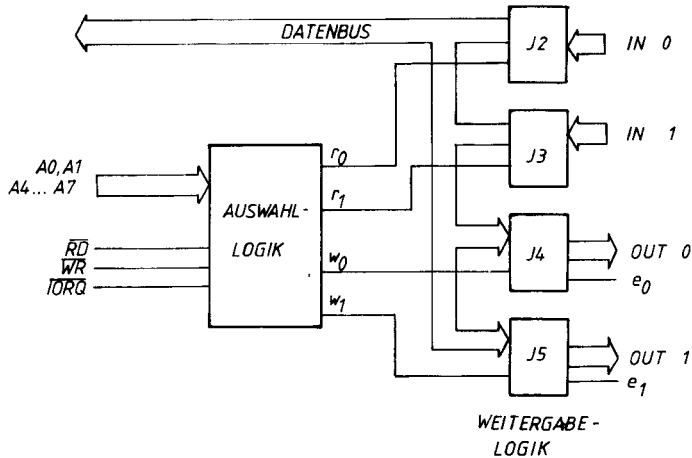 DATENBUS
J2
IN 0
J3
IN 1
A0, A1
A4... A7
AUSWAHL-
LOGIK
r0
r1
w0
w1
RD
WR
IORQ
J4
OUT 0
e0
J5
OUT 1
e1
WEITERGABE-
LOGIK